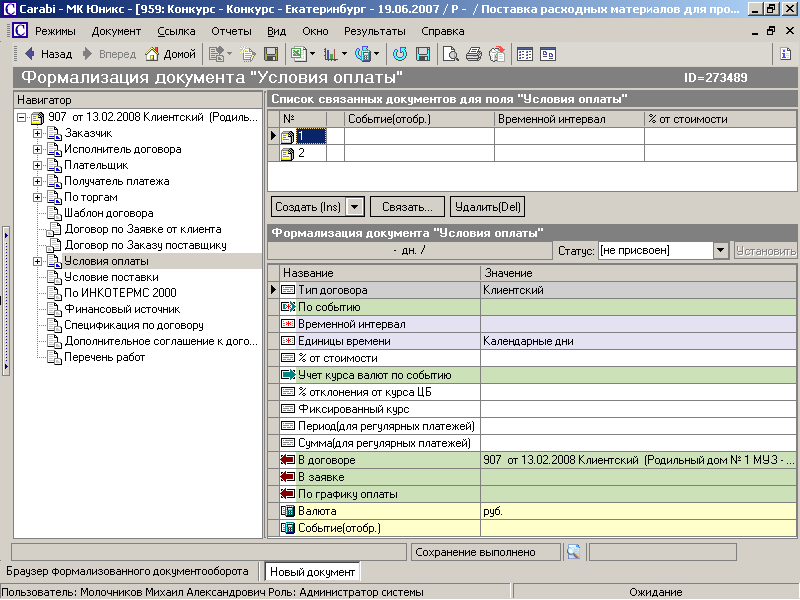 Carabi - МК Юникс - [959: Конкурс - Конкурс - Екатеринбург - 19.06.2007 / Р - / Поставка расходных материалов для про...
Режимы Документ Ссылка Отчеты Вид Окно Результаты Справка
Назад Вперед Домой
Формализация документа "Условия оплаты" ID=273489
Навигатор
907 от 13.02.2008 Клиентский (Родиль...
Заказчик
Исполнитель договора
Плательщик
Получатель платежа
По торгам
Шаблон договора
Договор по Заявке от клиента
Договор по Заказу поставщику
Условия оплаты
Условие поставки
По ИНКОТЕРМС 2000
Финансовый источник
Спецификация по договору
Дополнительное соглашение к дого...
Перечень работ
Список связанных документов для поля "Условия оплаты"
№ Событие(отобр.) Временной интервал % от стоимости
1
2
Создать (Ins) Связать... Удалить(Del)
Формализация документа "Условия оплаты"
- дн. / Статус: [не присвоен] Установить
Название Значение
Тип договора Клиентский
По событию
Временной интервал
Единицы времени Календарные дни
% от стоимости
Учет курса валют по событию
% отклонения от курса ЦБ
Фиксированный курс
Период(для регулярных платежей)
Сумма(для регулярных платежей)
В договоре 907 от 13.02.2008 Клиентский (Родильный дом № 1 МУЗ - ...
В заявке
По графику оплаты
Валюта руб.
Событие(отобр.)
Сохранение выполнено
Браузер формализованного документооборота Новый документ
Пользователь: Молочников Михаил Александрович Роль: Администратор системы Ожидание